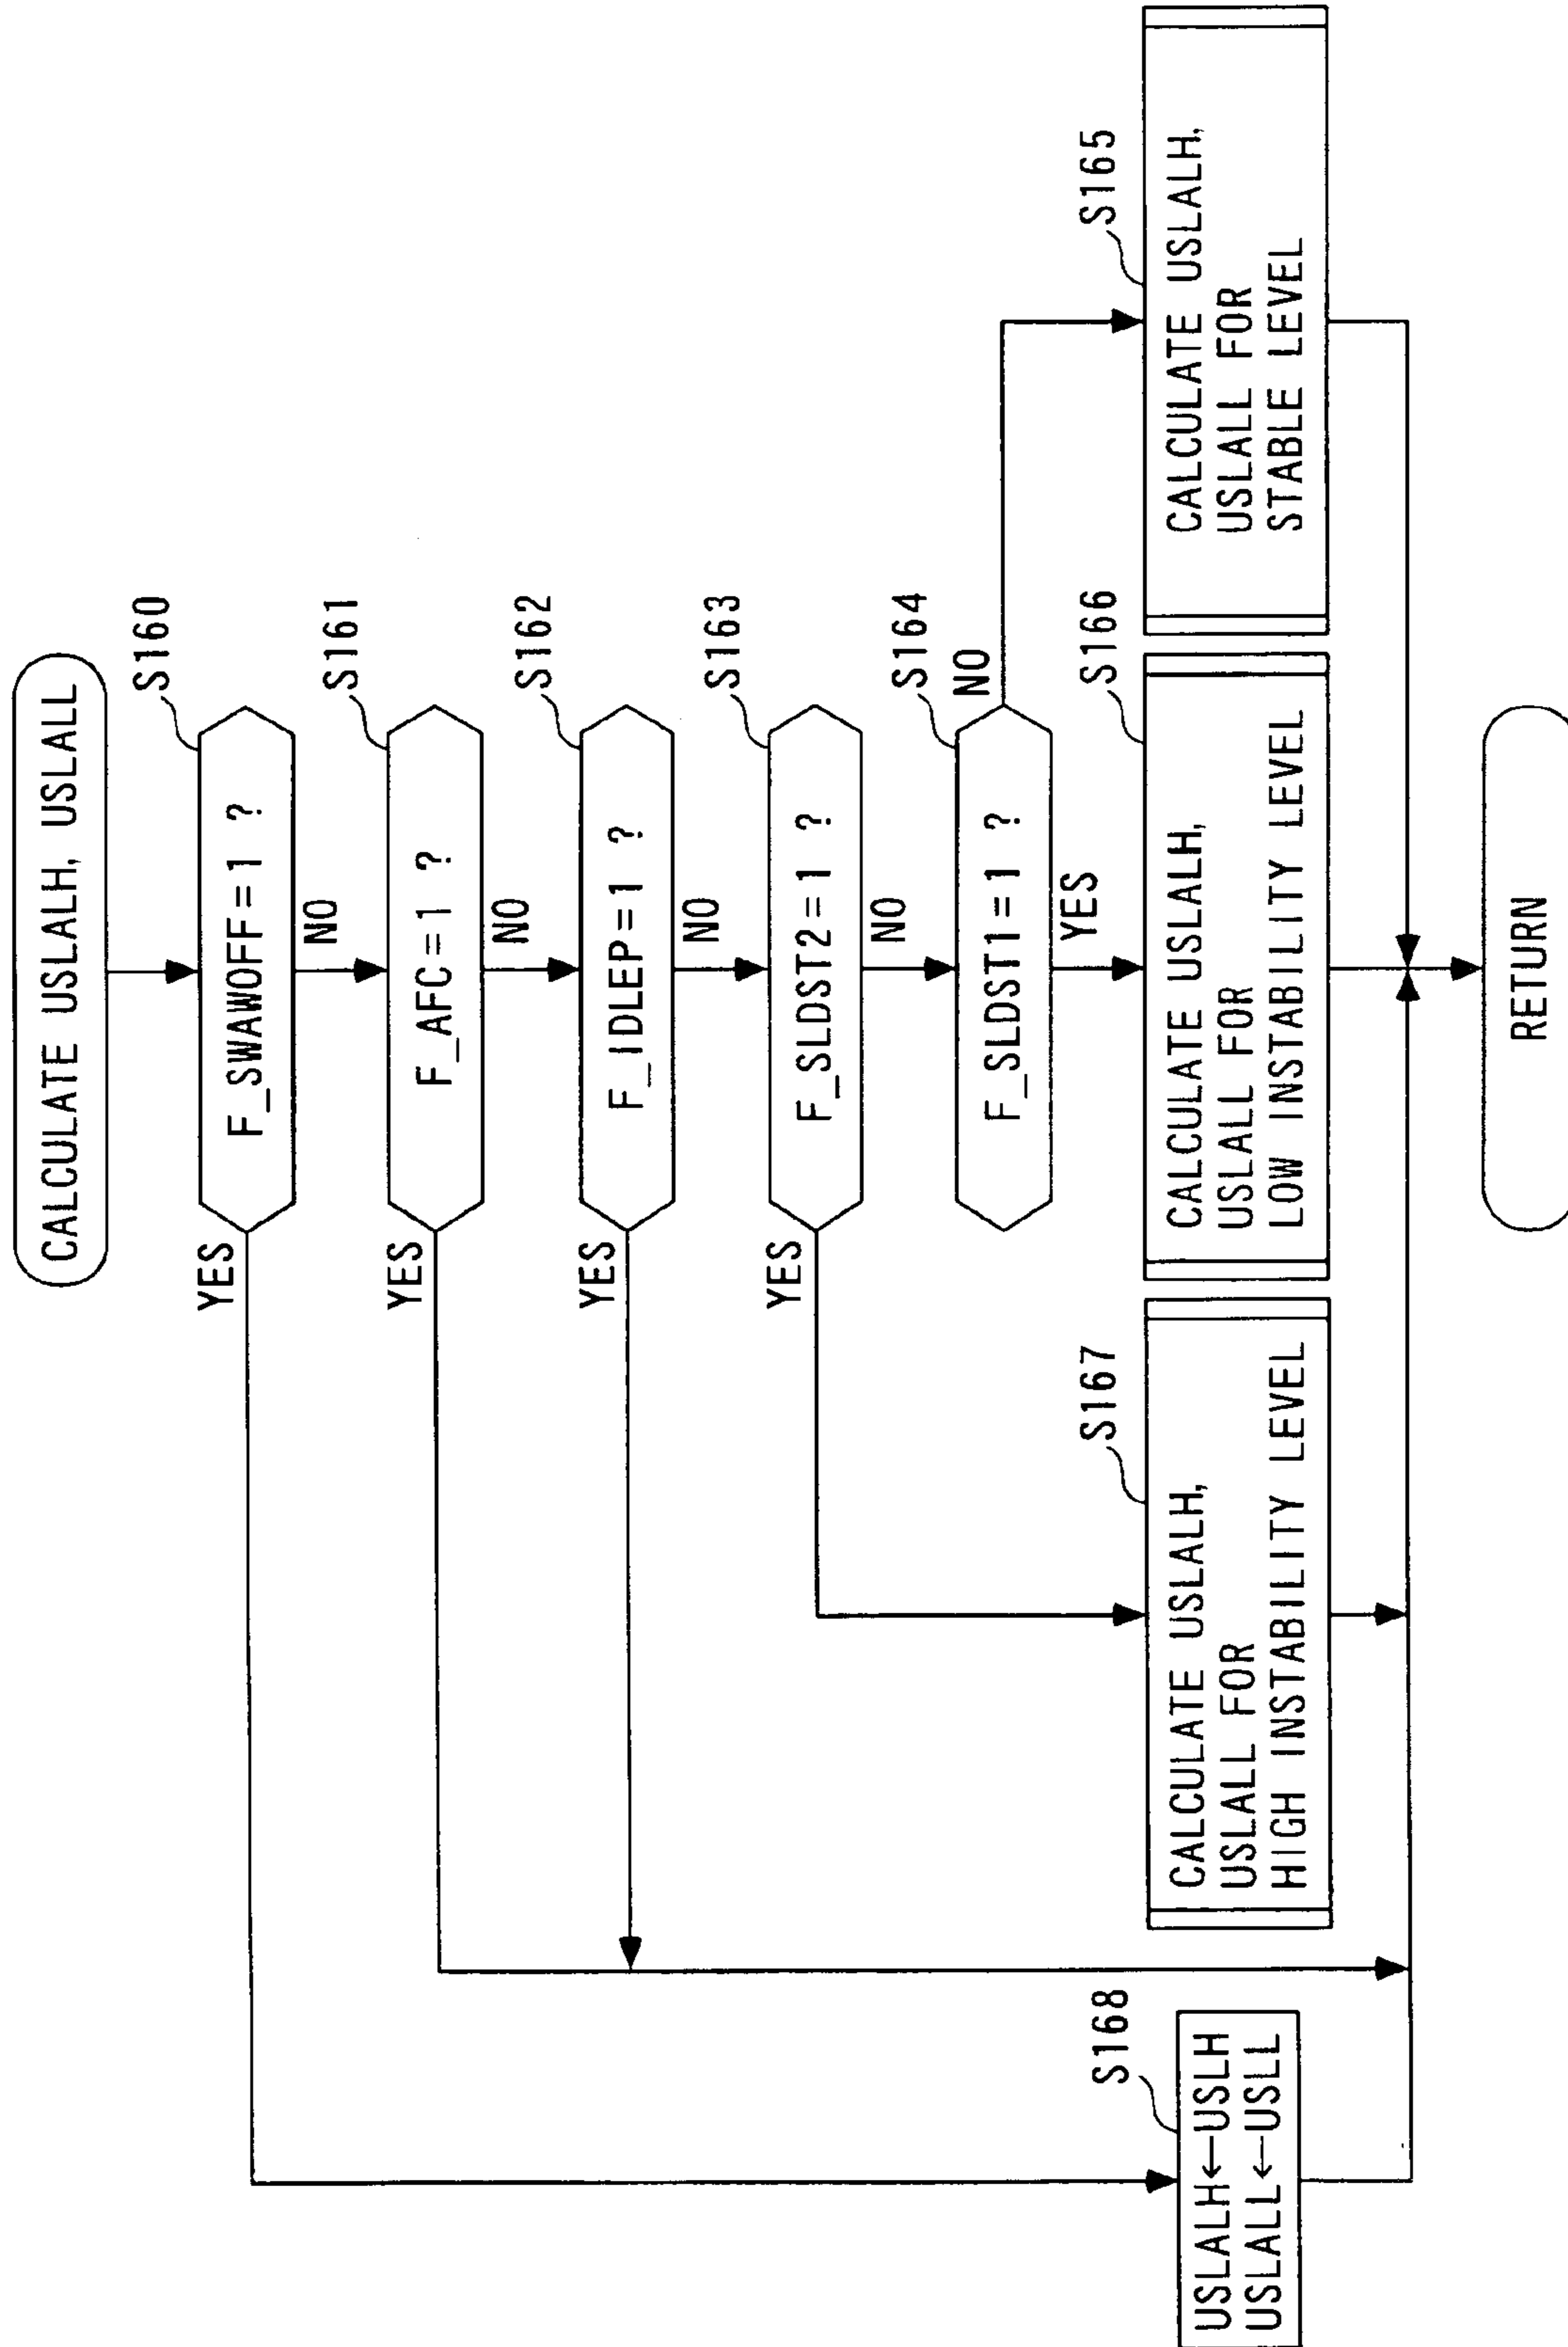 CALCULATE USLALH, USLALL
S160
F_SWAWOFF=1 ?
YES
NO
S161
F_AFC=1 ?
YES
NO
S162
F_IDLEP=1 ?
YES
NO
S163
F_SLDST2=1 ?
YES
NO
S164
F_SLDST1=1 ?
NO
YES
S168
USLALH←USLH
USLALL←USLL
S167
CALCULATE USLALH,
USLALL FOR
HIGH INSTABILITY LEVEL
S166
CALCULATE USLALH,
USLALL FOR
LOW INSTABILITY LEVEL
S165
CALCULATE USLALH,
USLALL FOR
STABLE LEVEL
RETURN